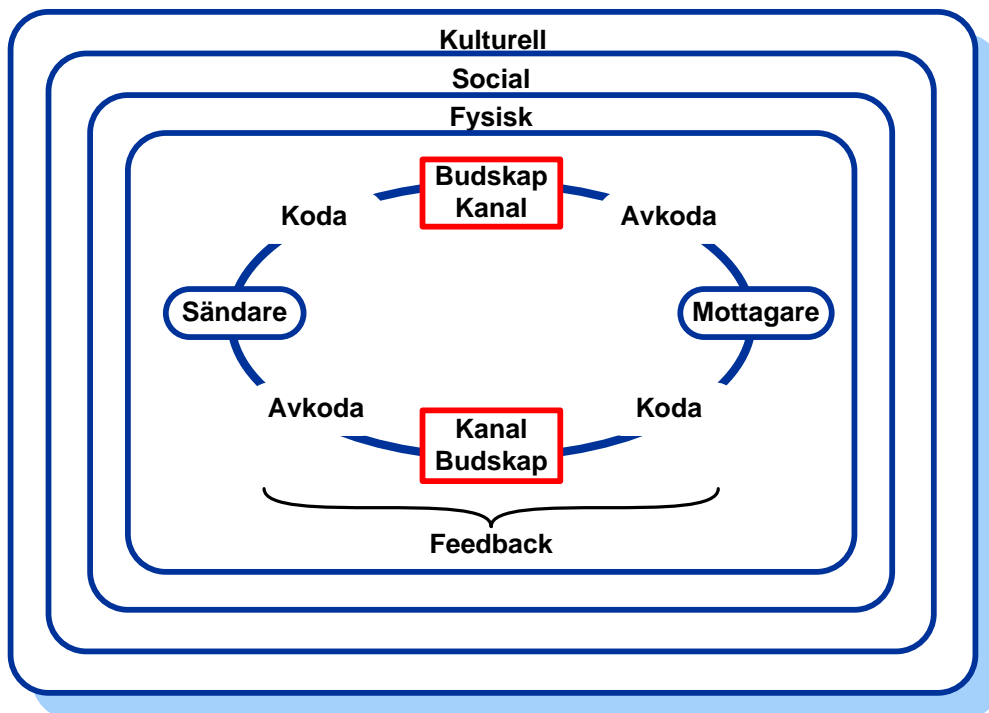 Kulturell
Social
Fysisk
Budskap
Kanal
Koda
Avkoda
Sändare
Mottagare
Avkoda
Koda
Kanal
Budskap
Feedback